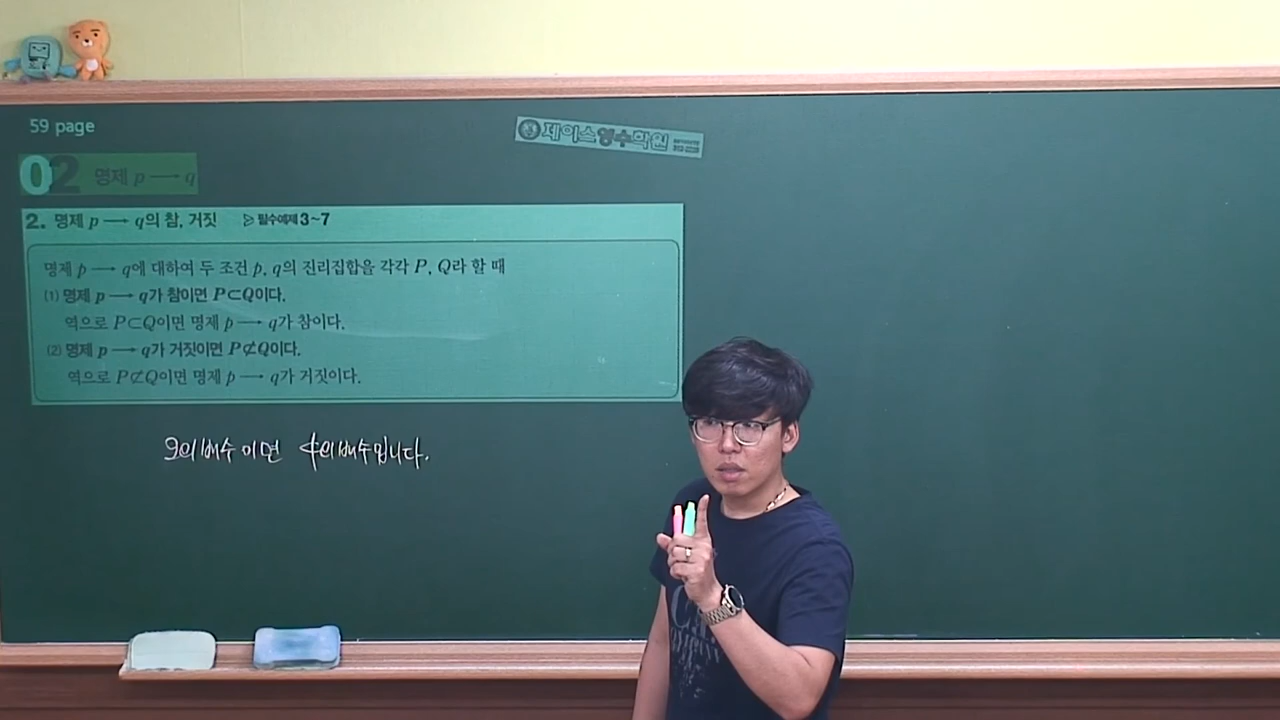 59 page
제이스영수학원
02 명제 p → q
2. 명제 p → q의 참, 거짓 ▷ 필수예제 3~7
명제 p → q에 대하여 두 조건 p, q의 진리집합을 각각 P, Q라 할 때
(1) 명제 p → q가 참이면 P⊂Q이다.
역으로 P⊂Q이면 명제 p → q가 참이다.
(2) 명제 p → q가 거짓이면 P⊄Q이다.
역으로 P⊄Q이면 명제 p → q가 거짓이다.
의 배수이면 의 배수입니다.